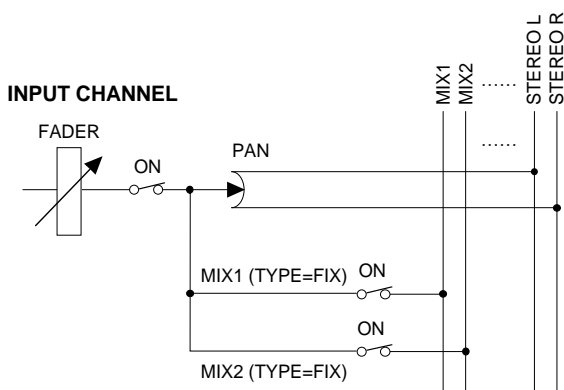 MIX1
MIX2
......
STEREO L
STEREO R
INPUT CHANNEL
FADER
ON
PAN
......
MIX1 (TYPE=FIX)
ON
ON
MIX2 (TYPE=FIX)